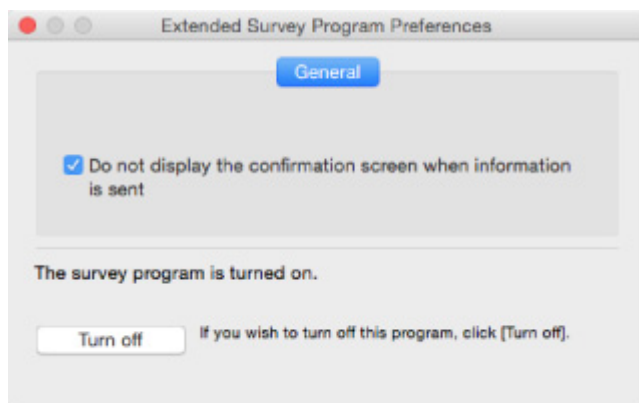 Extended Survey Program Preferences
General
Do not display the confirmation screen when information
is sent
The survey program is turned on.
Turn off
If you wish to turn off this program, click [Turn off].